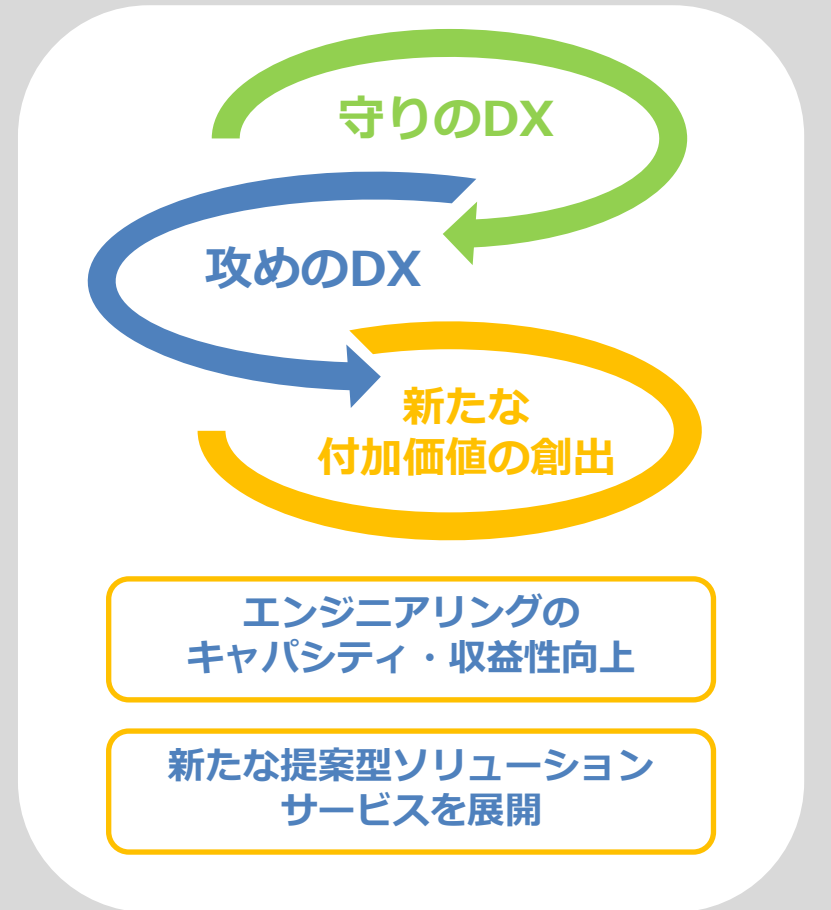 守りのDX
攻めのDX
新たな
付加価値の創出
エンジニアリングの
キャパシティ・収益性向上
新たな提案型ソリューション
サービスを展開